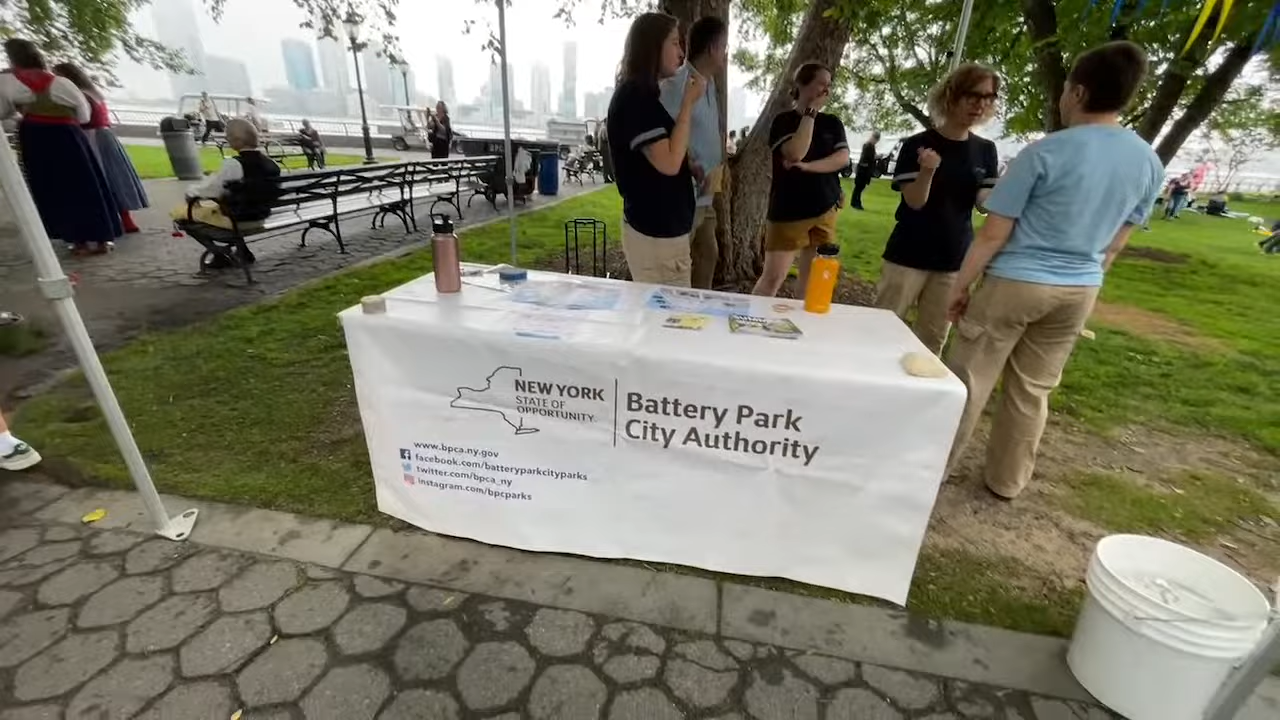 NEW YORK
STATE OF
OPPORTUNITY.
Battery Park
City Authority
www.bpca.ny.gov
facebook.com/batteryparkcityparks
twitter.com/bpca_ny
instagram.com/bpcparks